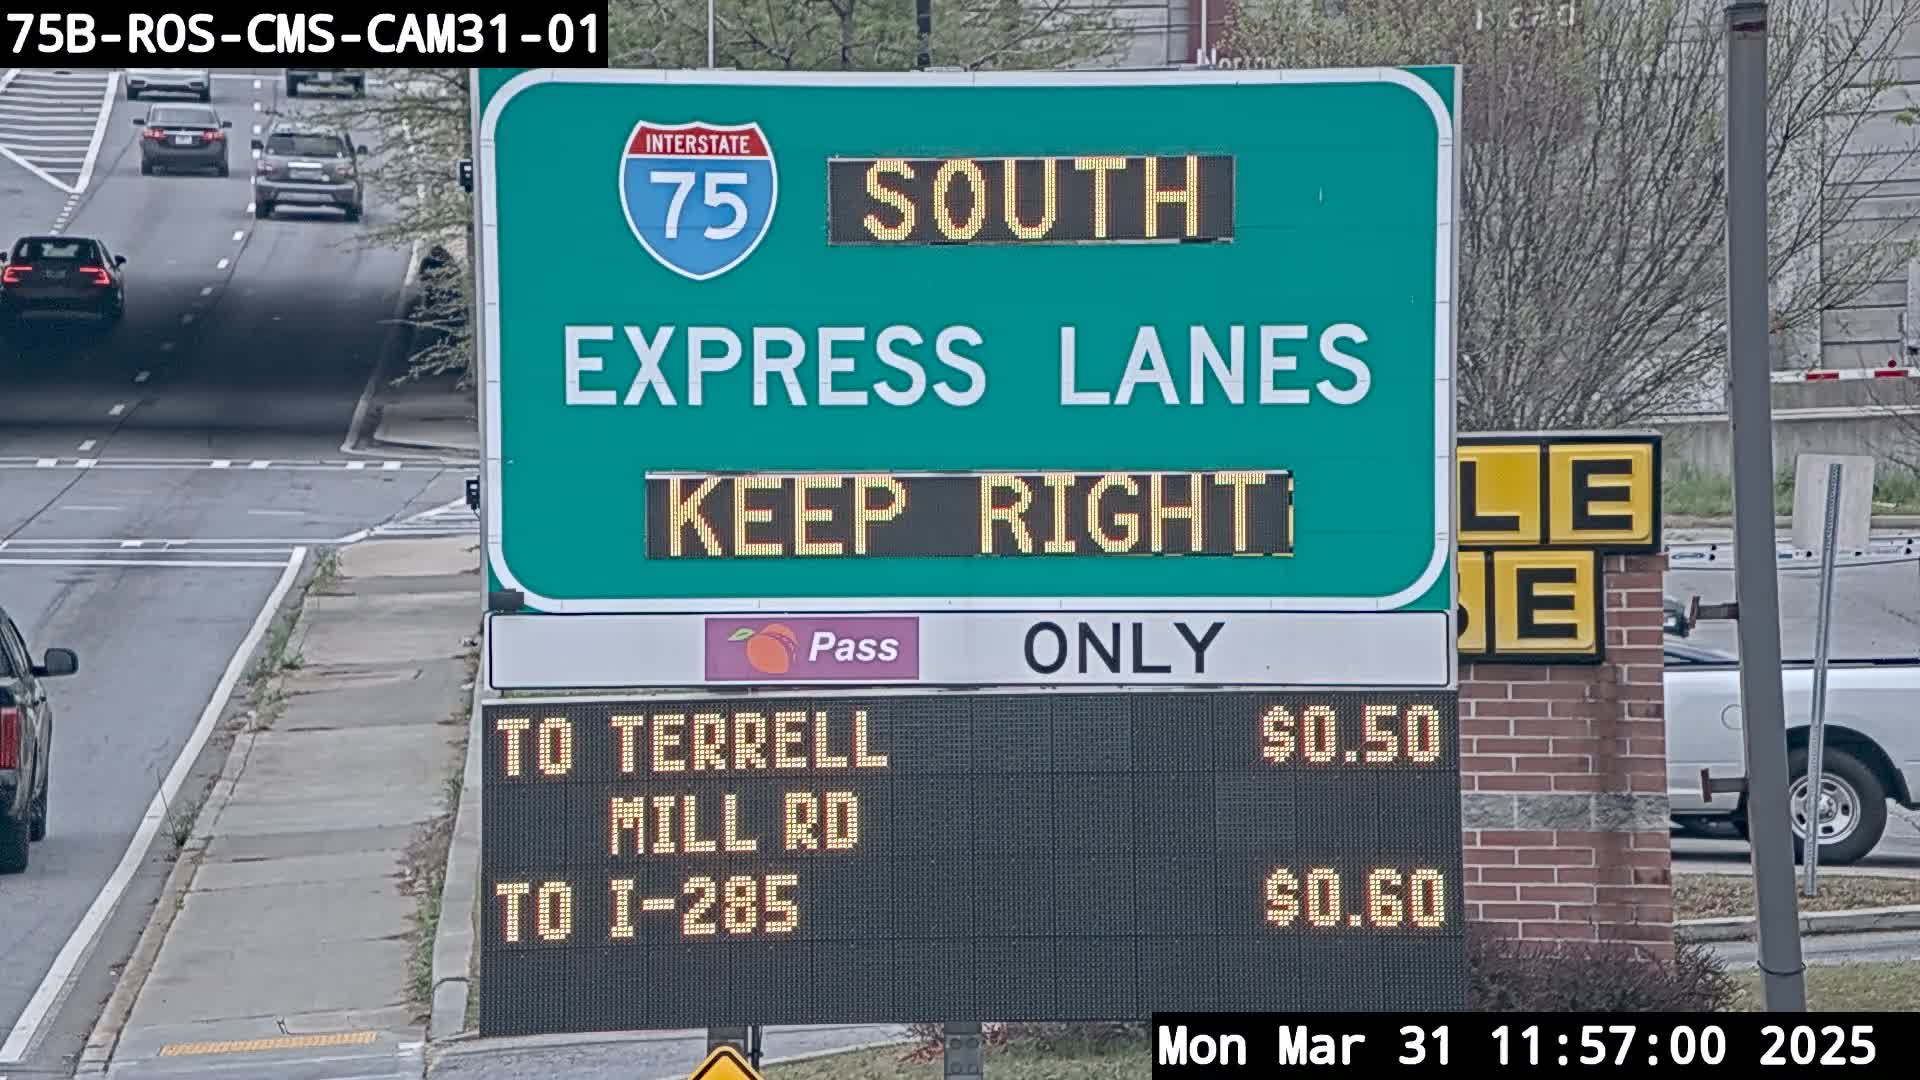 75B-ROS-CMS-CAM31-01
INTERSTATE
75
SOUTH
EXPRESS LANES
KEEP RIGHT
Pass ONLY
TO TERRELL $0.50
MILL RD
TO I-285 $0.60
LE
E
Mon Mar 31 11:57:00 2025